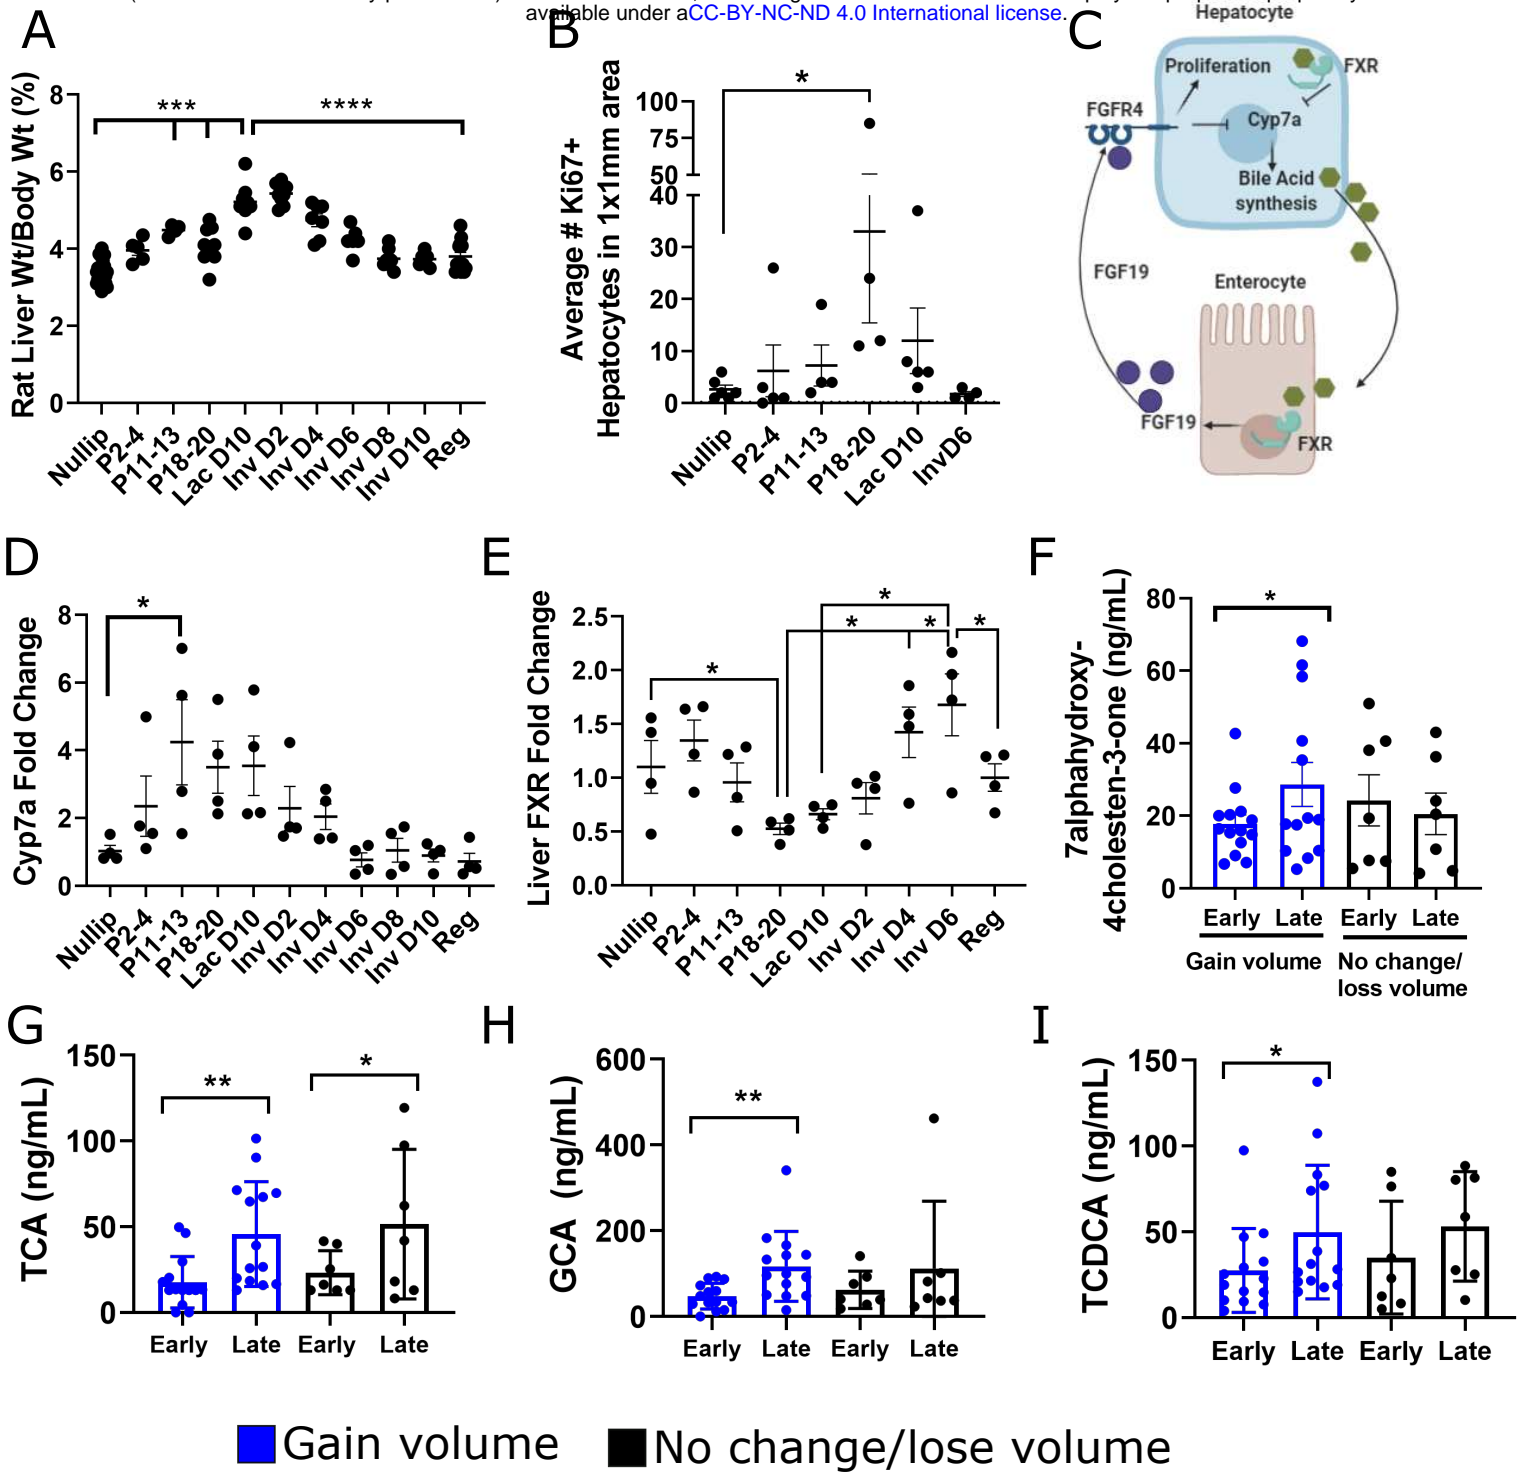 available under aCC-BY-NC-ND 4.0 International license.
A
Rat Liver Wt/Body Wt (%)
8
6
4
2
0
***
****
Nullip
P2-4
P11-13
P18-20
Lac D10
Inv D2
Inv D4
Inv D6
Inv D8
Inv D10
Reg
B
Average # Ki67+
Hepatocytes in 1x1mm area
100
75
50
40
30
20
10
0
*
Nullip
P2-4
P11-13
P18-20
Lac D10
InvD6
C
Hepatocyte
Proliferation
FXR
FGFR4
Cyp7a
Bile Acid
synthesis
FGF19
Enterocyte
FGF19
FXR
D
Cyp7a Fold Change
8
6
4
2
0
*
Nullip
P2-4
P11-13
P18-20
Lac D10
Inv D2
Inv D4
Inv D6
Inv D8
Inv D10
Reg
E
Liver FXR Fold Change
2.5
2.0
1.5
1.0
0.5
0.0
*
*
*
*
*
Nullip
P2-4
P11-13
P18-20
Lac D10
Inv D2
Inv D4
Inv D6
Reg
F
7alphahydroxy-
4cholesten-3-one (ng/mL)
80
60
40
20
0
*
Early Late Early Late
Gain volume
No change/
loss volume
G
TCA (ng/mL)
150
100
50
0
**
*
Early Late Early Late
H
GCA (ng/mL)
600
400
200
0
**
Early Late Early Late
I
TCDCA (ng/mL)
150
100
50
0
*
Early Late Early Late
Gain volume
No change/lose volume